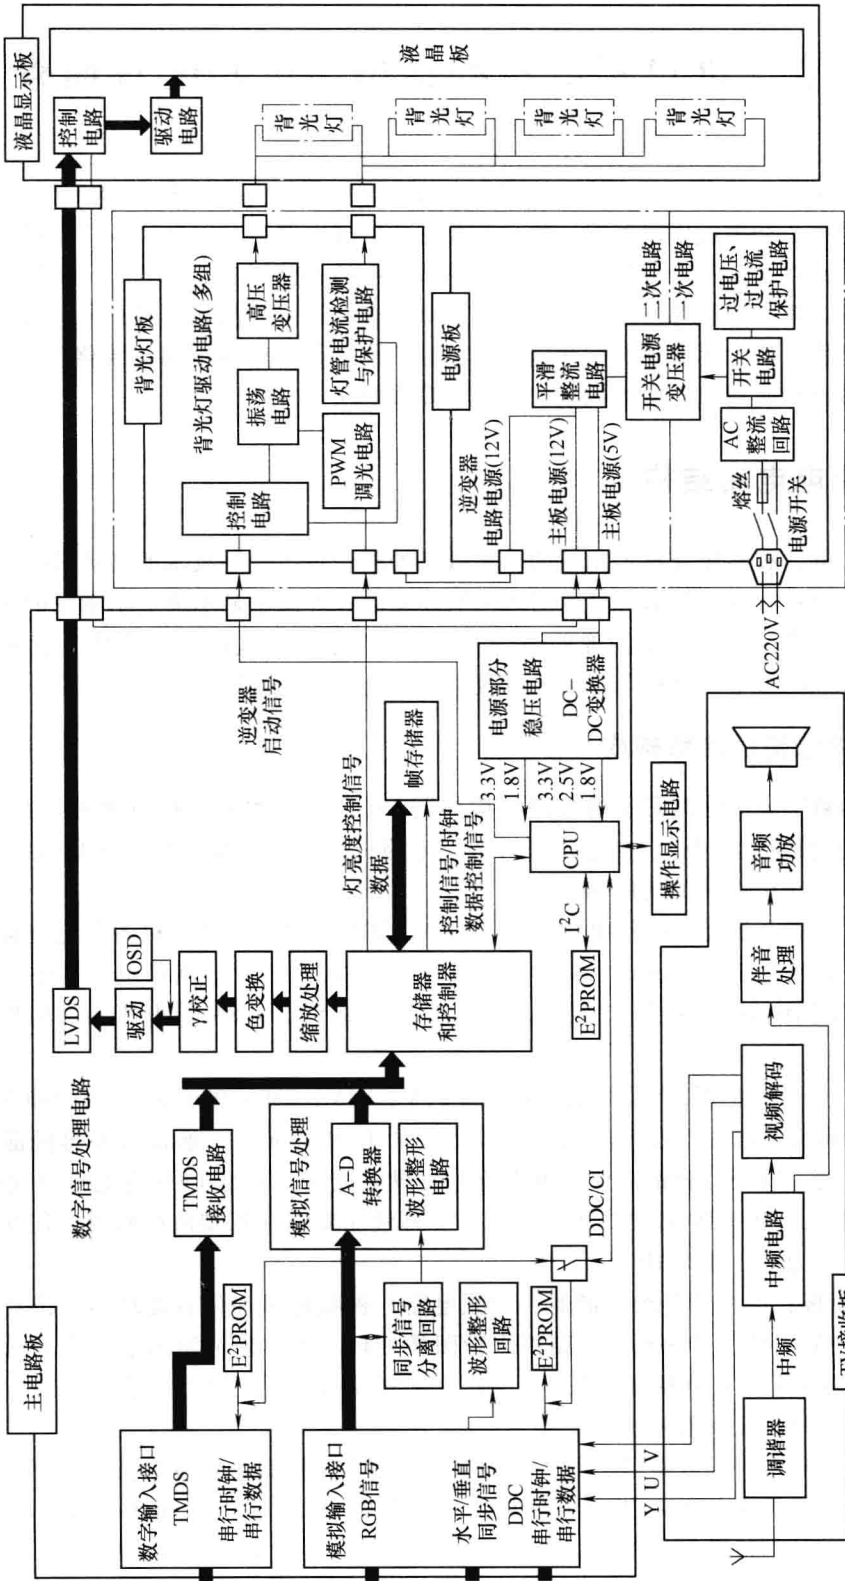 主电路板
数字信号处理电路
数字输入接口
TMDS
串行时钟/
串行数据
E²PROM
TMDS
接收电路
模拟输入接口
RGB信号
水平/垂直
同步信号
DDC
串行时钟/
串行数据
模拟信号处理
A-D
转换器
波形整形
电路
同步信号
分离回路
波形整形
回路
E²PROM
DDC/CI
LVDS
驱动
OSD
γ校正
色变换
缩放处理
存储器
和控制器
数据
帧存储器
灯亮度控制信号
控制信号/时钟
数据控制信号
逆变器
启动信号
I²C
E²PROM
CPU
3.3V
1.8V
3.3V
2.5V
1.8V
电源部分
稳压电路
DC-
DC变换器
操作显示电路
背光灯板
背光灯驱动电路(多组)
控制
电路
振荡
电路
高压
变压器
PWM
调光电路
灯管电流检测
与保护电路
电源板
逆变器
电路电源(12V)
主板电源(12V)
主板电源(5V)
平滑
整流
电路
开关电源
变压器
二次电路
一次电路
过电压、
过电流
保护电路
开关
电路
AC
整流
回路
熔丝
电源开关
AC220V
液晶显示板
控制
电路
驱动
电路
液晶板
背光灯
背光灯
背光灯
背光灯
Y
U
V
调谐器
中频
中频电路
视频解码
伴音
处理
音频
功放